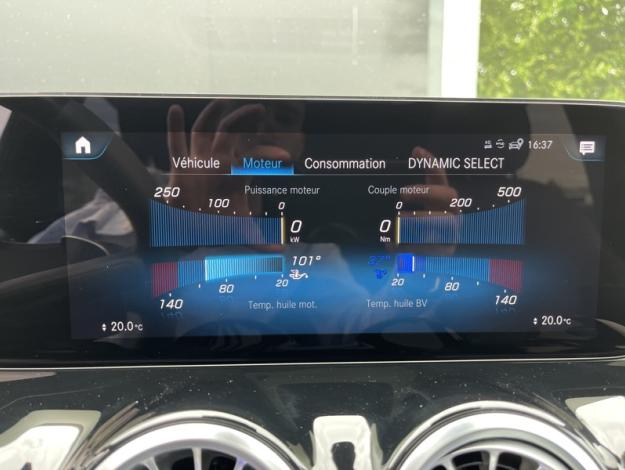 16:37
Véhicule Moteur Consommation DYNAMIC SELECT
250 Puissance moteur Couple moteur 500
100 0 0 200
0 0
kW Nm
101° 27°
140 80 20 20 80 140
Temp. huile mot. Temp. huile BV
20.0°C 20.0°C